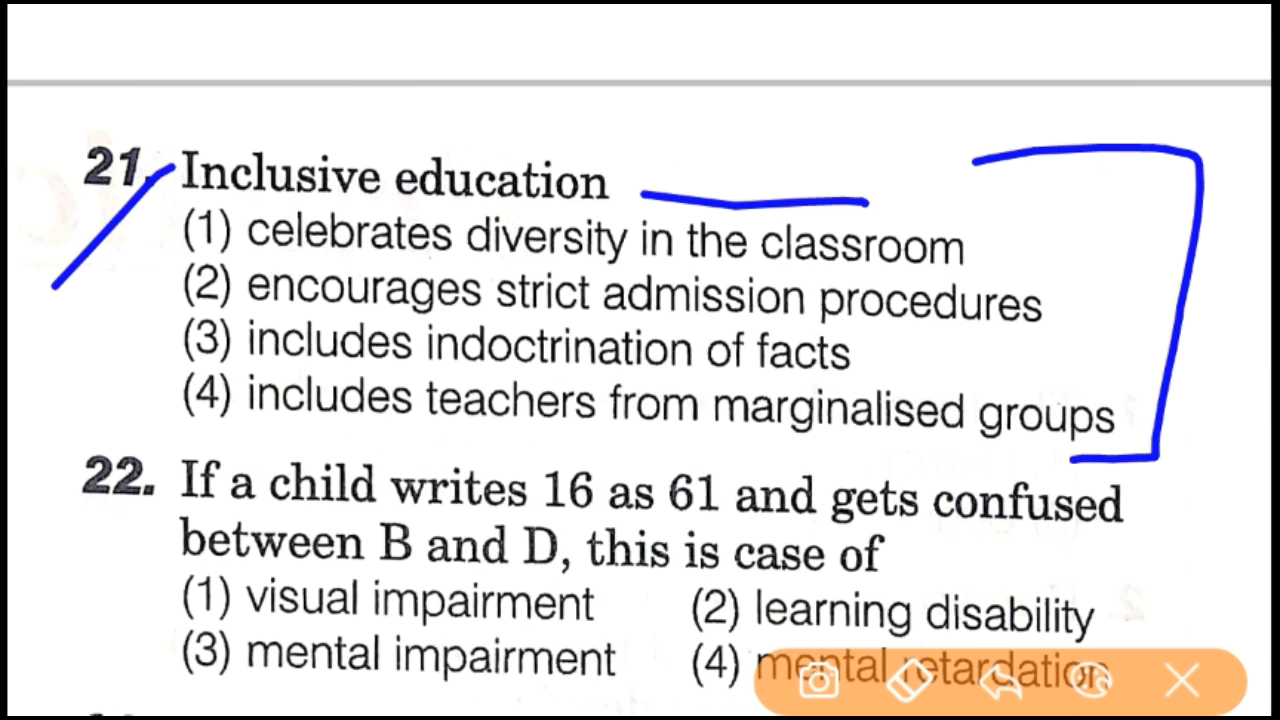 21. Inclusive education
(1) celebrates diversity in the classroom
(2) encourages strict admission procedures
(3) includes indoctrination of facts
(4) includes teachers from marginalised groups
22. If a child writes 16 as 61 and gets confused
between B and D, this is case of
(1) visual impairment (2) learning disability
(3) mental impairment (4) mental retardation